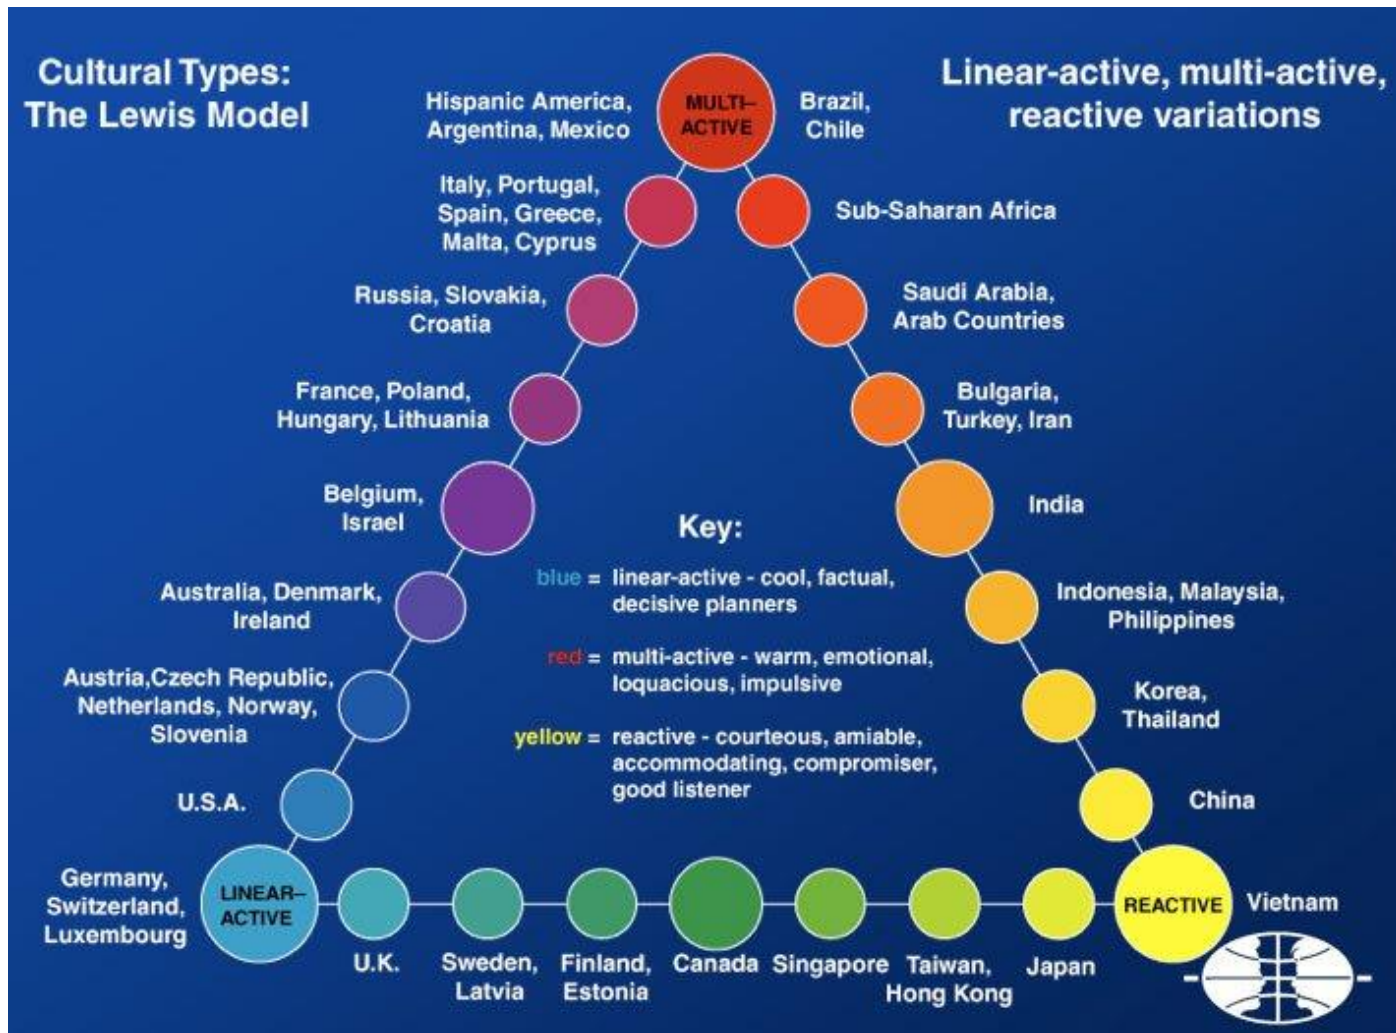 Cultural Types:
The Lewis Model
Linear-active, multi-active,
reactive variations
MULTI–
ACTIVE
Hispanic America,
Argentina, Mexico
Brazil,
Chile
Italy, Portugal,
Spain, Greece,
Malta, Cyprus
Sub-Saharan Africa
Russia, Slovakia,
Croatia
Saudi Arabia,
Arab Countries
France, Poland,
Hungary, Lithuania
Bulgaria,
Turkey, Iran
Belgium,
Israel
India
Key:
blue = linear-active - cool, factual,
decisive planners
red = multi-active - warm, emotional,
loquacious, impulsive
yellow = reactive - courteous, amiable,
accommodating, compromiser,
good listener
Australia, Denmark,
Ireland
Indonesia, Malaysia,
Philippines
Austria,Czech Republic,
Netherlands, Norway,
Slovenia
Korea,
Thailand
U.S.A.
China
Germany,
Switzerland,
Luxembourg
LINEAR–
ACTIVE
REACTIVE
Vietnam
U.K.
Sweden,
Latvia
Finland,
Estonia
Canada
Singapore
Taiwan,
Hong Kong
Japan